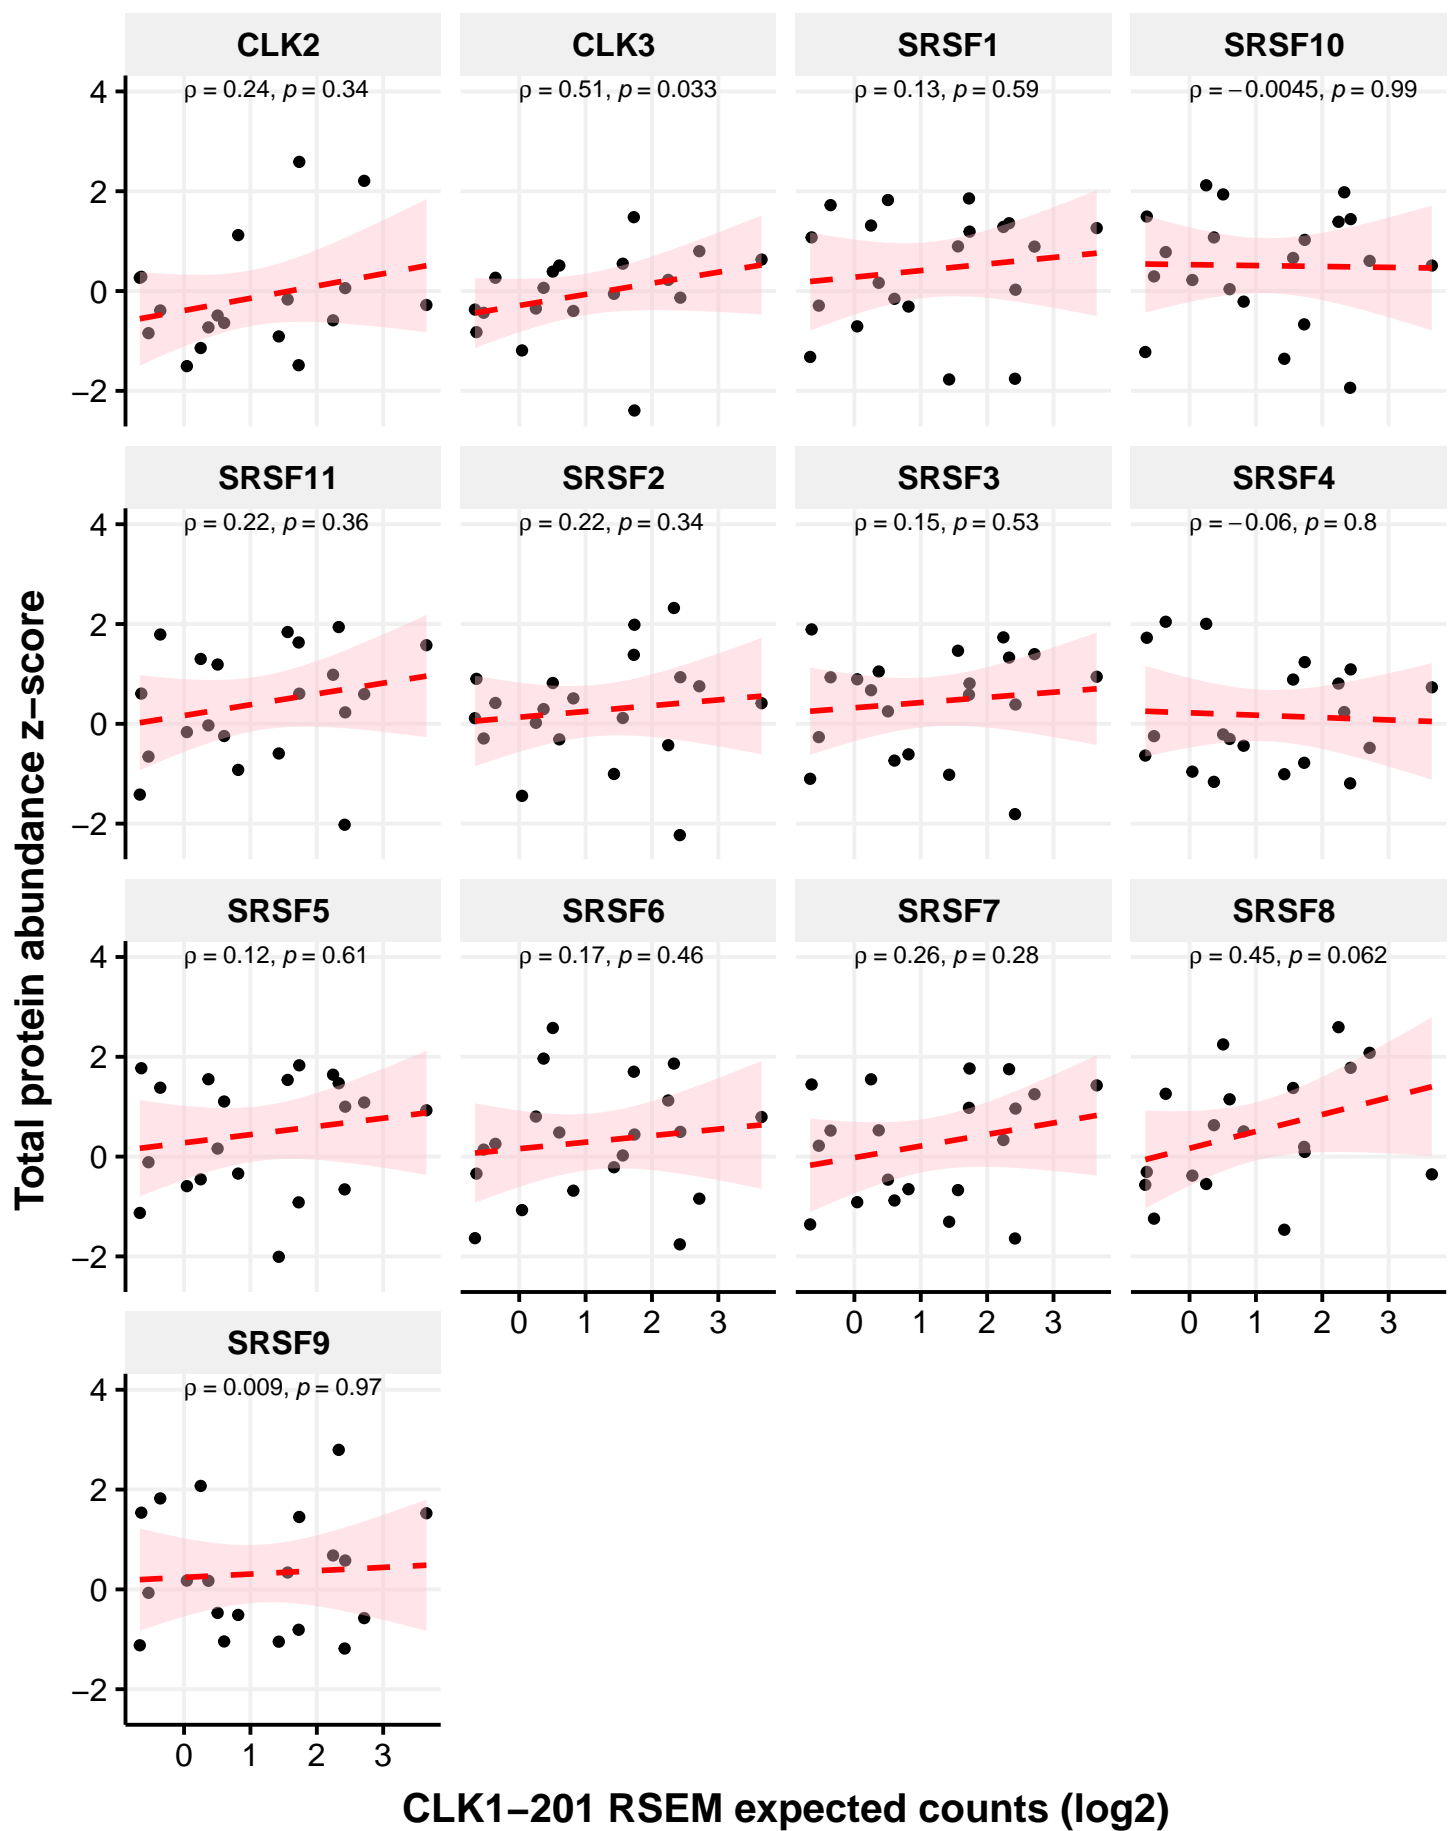 CLK2 CLK3 SRSF1 SRSF10
4 ρ = 0.24, p = 0.34 ρ = 0.51, p = 0.033 ρ = 0.13, p = 0.59 ρ = −0.0045, p = 0.99
2
0
−2
SRSF11 SRSF2 SRSF3 SRSF4
4 ρ = 0.22, p = 0.36 ρ = 0.22, p = 0.34 ρ = 0.15, p = 0.53 ρ = −0.06, p = 0.8
2
0
−2
Total protein abundance z−score
SRSF5 SRSF6 SRSF7 SRSF8
4 ρ = 0.12, p = 0.61 ρ = 0.17, p = 0.46 ρ = 0.26, p = 0.28 ρ = 0.45, p = 0.062
2
0
−2
0 1 2 3 0 1 2 3 0 1 2 3
SRSF9
4 ρ = 0.009, p = 0.97
2
0
−2
0 1 2 3
CLK1−201 RSEM expected counts (log2)